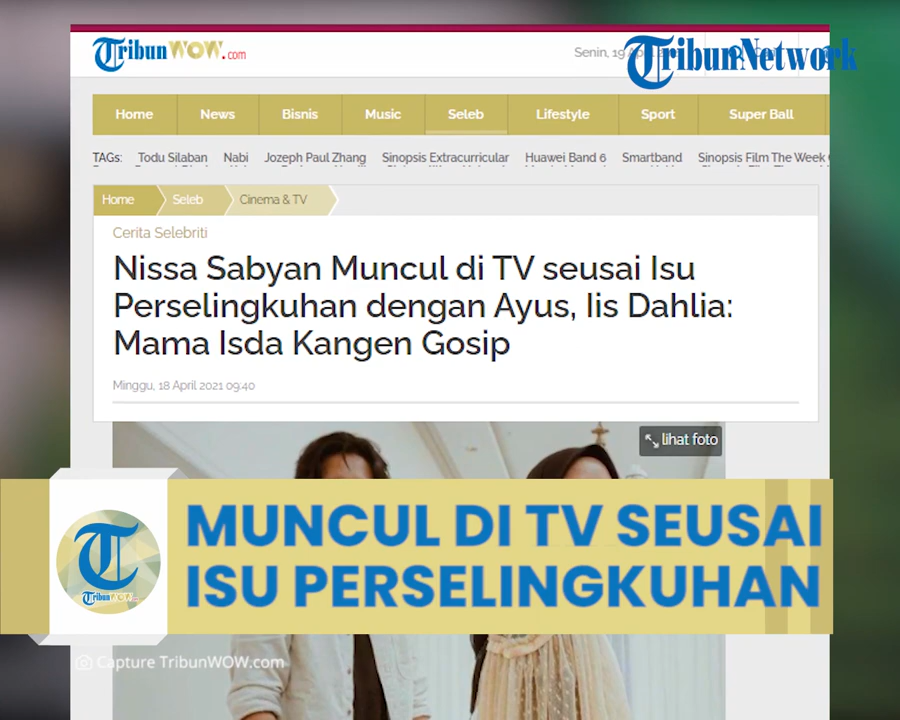 TribunWOW.com
Senin, 19
TribunNetwork
Home News Bisnis Music Seleb Lifestyle Sport Super Ball
TAGs: Todu Silaban Nabi Jozeph Paul Zhang Sinopsis Extracurricular Huawei Band 6 Smartband Sinopsis Film The Week
Home Seleb Cinema & TV
Cerita Selebriti
Nissa Sabyan Muncul di TV seusai Isu
Perselingkuhan dengan Ayus, Iis Dahlia:
Mama Isda Kangen Gosip
Minggu, 18 April 2021 09:40
lihat foto
MUNCUL DI TV SEUSAI
ISU PERSELINGKUHAN
TribunWOW
Capture TribunWOW.com